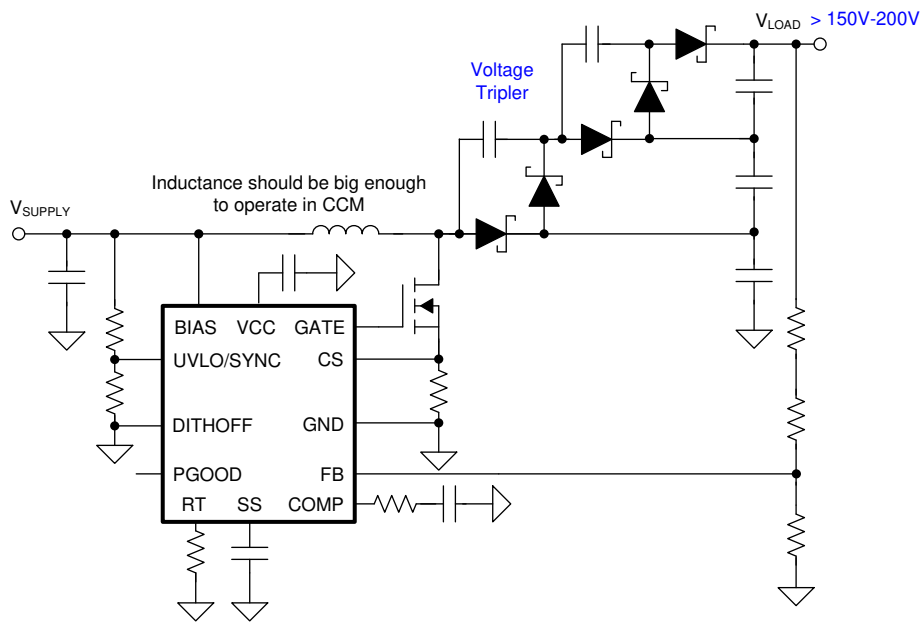 VLOAD > 150V-200V
Voltage
Tripler
Inductance should be big enough
to operate in CCM
VSUPPLY
BIAS VCC GATE
UVLO/SYNC CS
DITHOFF GND
PGOOD FB
RT SS COMP